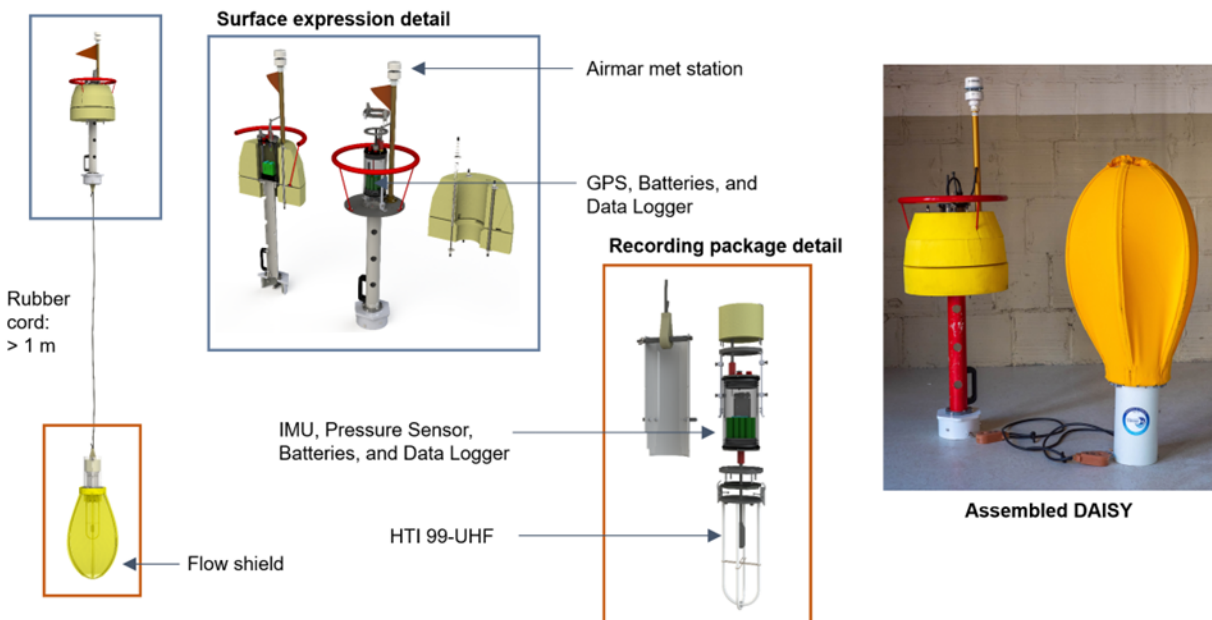 Surface expression detail
Airmar met station
GPS, Batteries, and
Data Logger
Recording package detail
Rubber
cord:
> 1 m
IMU, Pressure Sensor,
Batteries, and Data Logger
HTI 99-UHF
Flow shield
Assembled DAISY